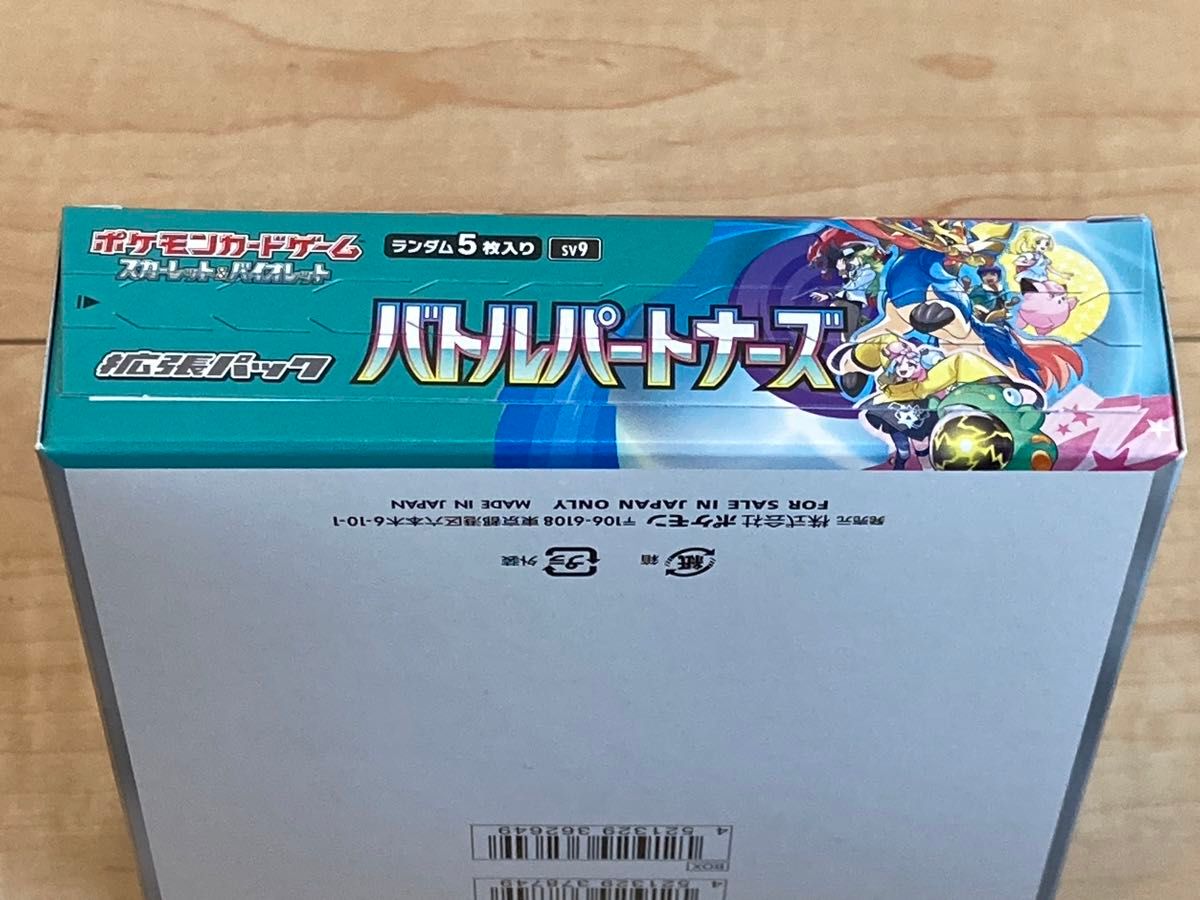 ポケモンカードゲーム
スカーレット&バイオレット
ランダム5枚入り
SV9
拡張パック
バトルパートナーズ
FOR SALE IN JAPAN ONLY MADE IN JAPAN
発売元 株式会社ポケモン 〒106-6108 東京都港区六本木6-10-1
紙 箱
プラ 外装
4 521329 362649
BOX
4 521329 378749